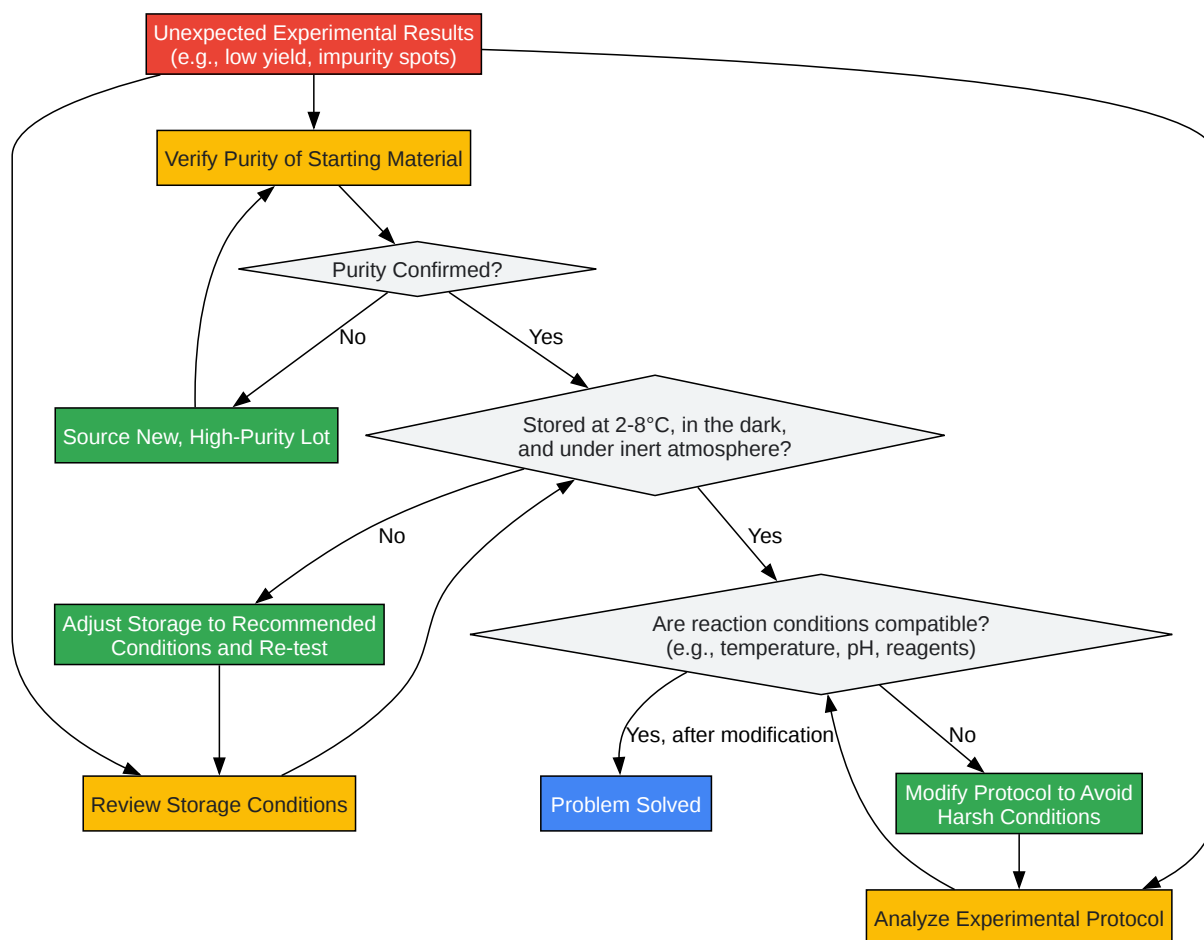 Unexpected Experimental Results
(e.g., low yield, impurity spots)
Verify Purity of Starting Material
Purity Confirmed?
No
Yes
Source New, High-Purity Lot
Stored at 2-8°C, in the dark,
and under inert atmosphere?
No
Yes
Adjust Storage to Recommended
Conditions and Re-test
Are reaction conditions compatible?
(e.g., temperature, pH, reagents)
Yes, after modification
No
Review Storage Conditions
Problem Solved
Modify Protocol to Avoid
Harsh Conditions
Analyze Experimental Protocol